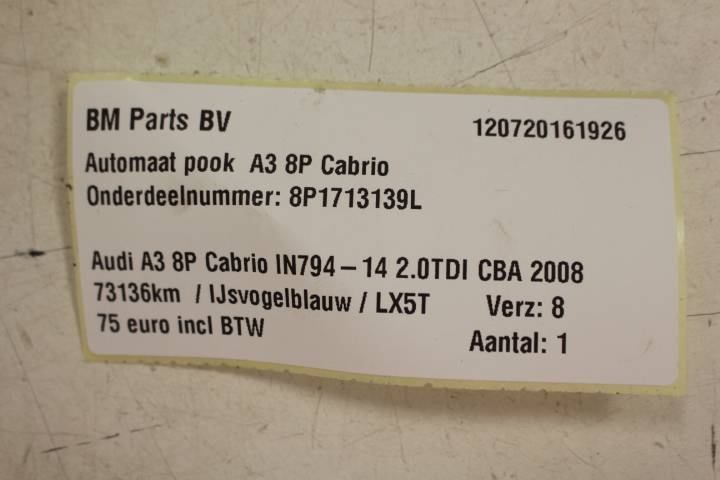 BM Parts BV 120720161926
Automaat pook A3 8P Cabrio
Onderdeelnummer: 8P1713139L
Audi A3 8P Cabrio IN794-14 2.0TDI CBA 2008
73136km / IJsvogelblauw / LX5T Verz: 8
75 euro incl BTW Aantal: 1